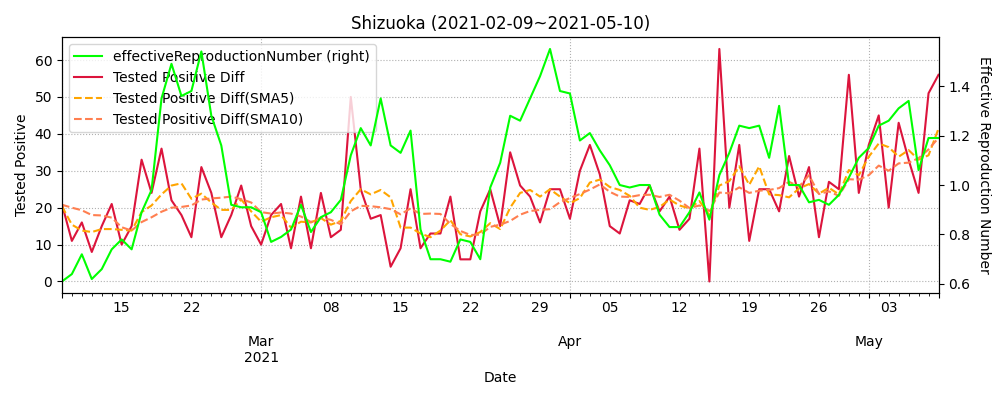 Shizuoka (2021-02-09~2021-05-10)
effectiveReproductionNumber (right)
Tested Positive Diff
Tested Positive Diff(SMA5)
Tested Positive Diff(SMA10)
Tested Positive
60
50
40
30
20
10
0
Effective Reproduction Number
1.4
1.2
1.0
0.8
0.6
15 22 08 15 22 29 05 12 19 26 03
Mar Apr May
2021
Date